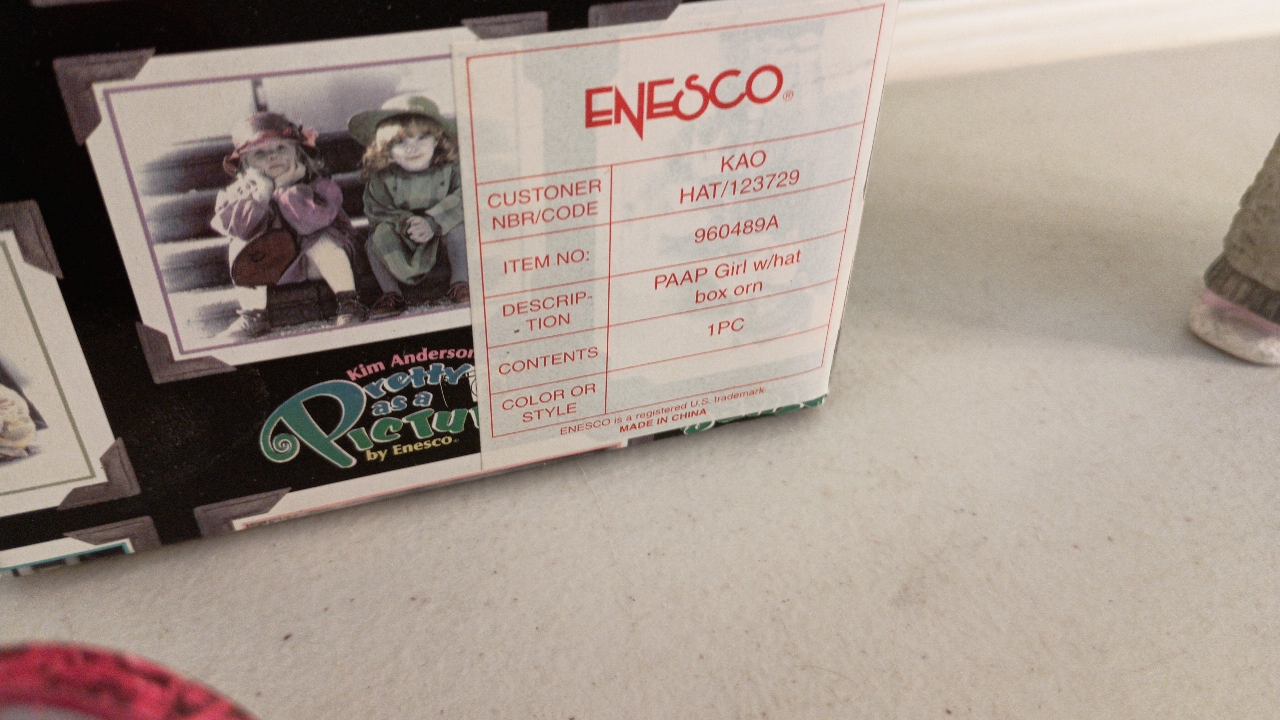 Kim Anderson
Pretty
as a
by Enesco®
ENESCO®
CUSTONER
NBR/CODE
KAO
HAT/123729
ITEM NO:
960489A
DESCRIP-
- TION
PAAP Girl w/hat
box orn
CONTENTS
1PC
COLOR OR
STYLE
ENESCO is a registered U.S. trademark
MADE IN CHINA